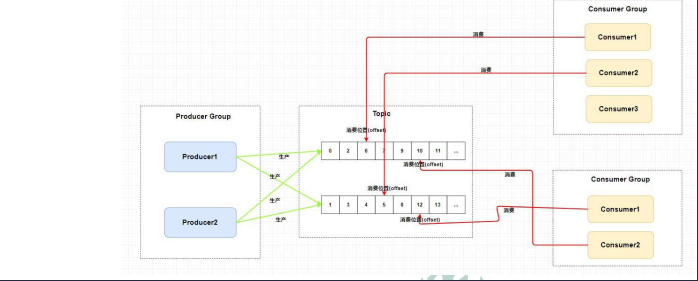 Consumer Group
Consumer1
消费
Consumer2
消费
Consumer3
Producer Group
Topic
消费位置(offset)
Producer1
生产
0 2 6 7 9 10 11 ...
消费位置(offset)
生产
消费
Consumer Group
消费位置(offset)
生产
1 3 4 5 8 12 13 ...
Consumer1
消费
Producer2
生产
消费位置(offset)
Consumer2